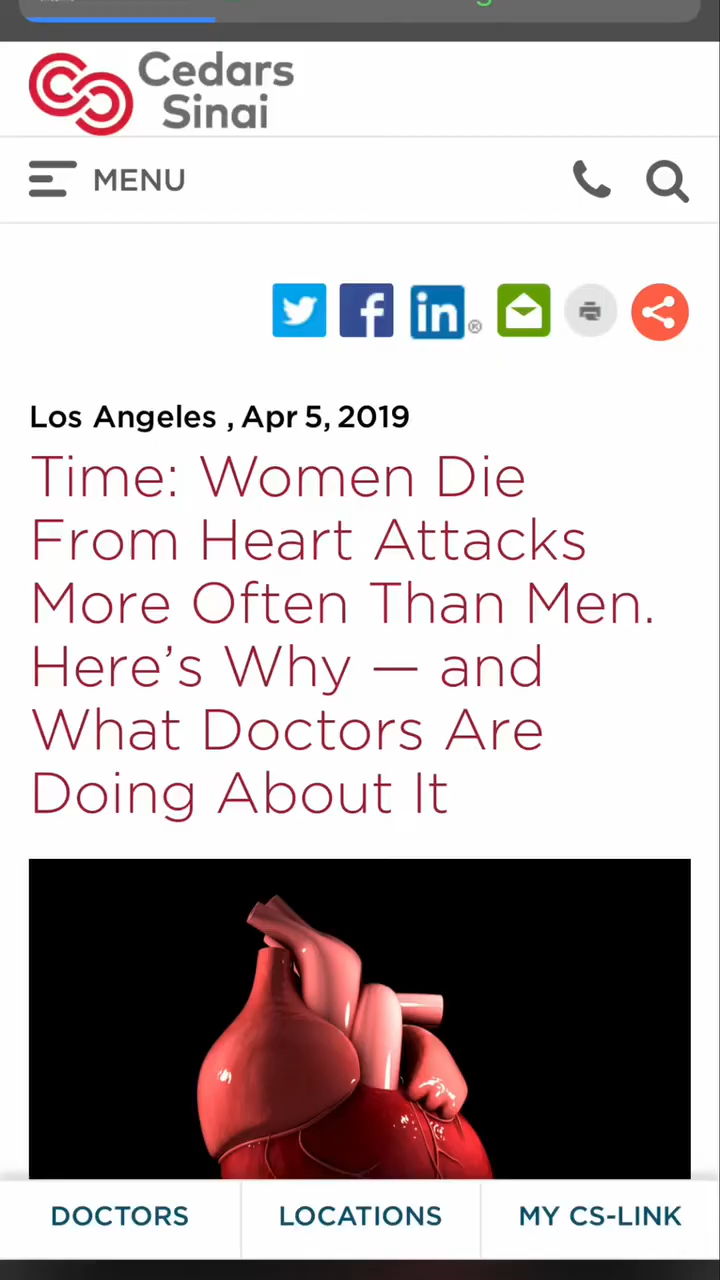 Cedars
Sinai
MENU
in ®
Los Angeles , Apr 5, 2019
Time: Women Die
From Heart Attacks
More Often Than Men.
Here’s Why — and
What Doctors Are
Doing About It
DOCTORS
LOCATIONS
MY CS-LINK